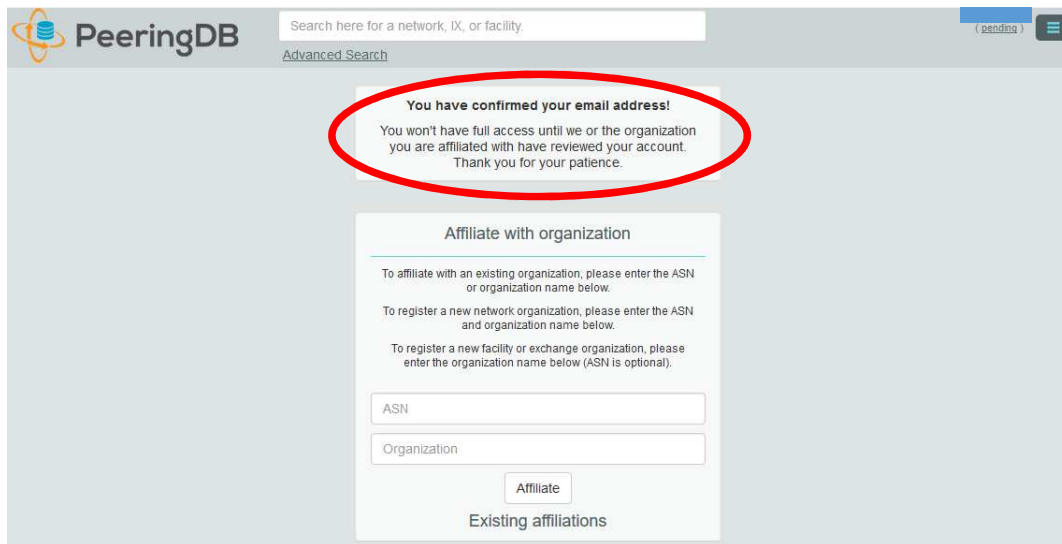 PeeringDB
Search here for a network, IX, or facility.
Advanced Search
( pending )
You have confirmed your email address!
You won't have full access until we or the organization
you are affiliated with have reviewed your account.
Thank you for your patience.
Affiliate with organization
To affiliate with an existing organization, please enter the ASN
or organization name below.
To register a new network organization, please enter the ASN
and organization name below.
To register a new facility or exchange organization, please
enter the organization name below (ASN is optional).
ASN
Organization
Affiliate
Existing affiliations